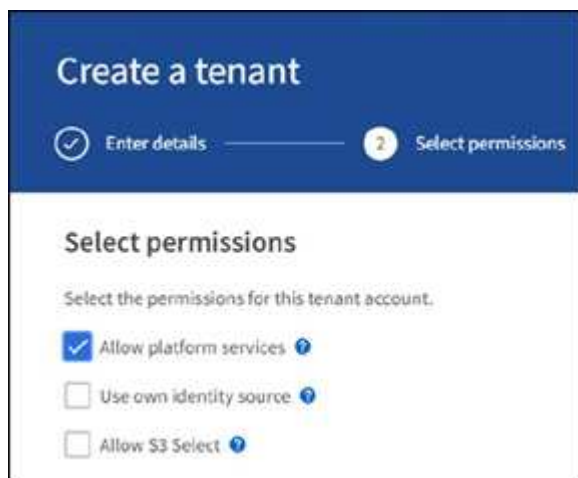 Create a tenant
Enter details
2 Select permissions
Select permissions
Select the permissions for this tenant account.
Allow platform services ?
Use own identity source ?
Allow S3 Select ?